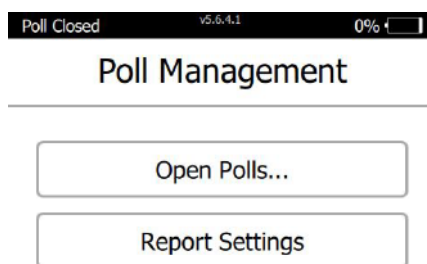 Poll Closed v5.6.4.1 0%
Poll Management
Open Polls...
Report Settings